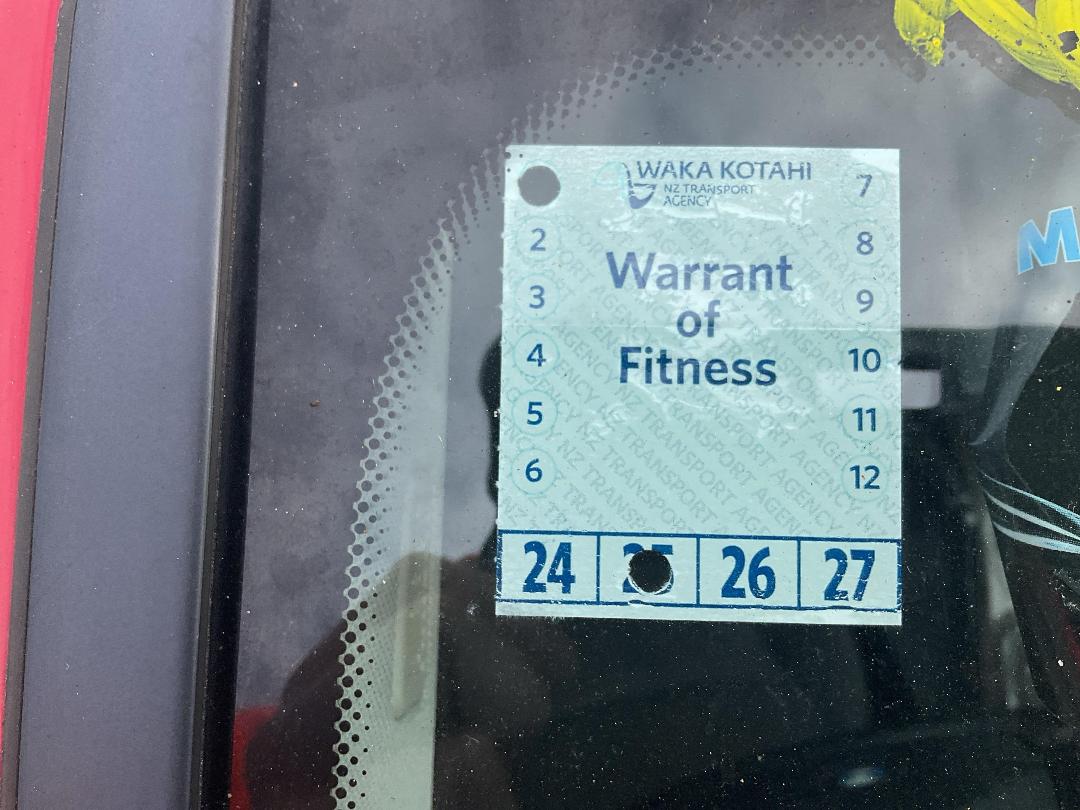 WAKA KOTAHI
NZ TRANSPORT
AGENCY
7
2
8
Warrant
of
Fitness
3
9
4
10
5
11
6
12
24
26
27
M